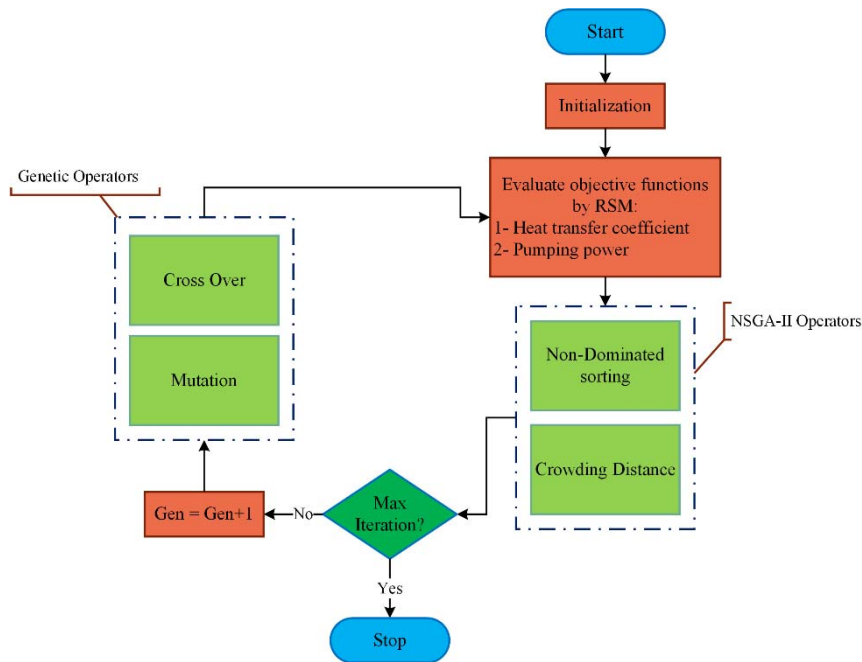 Start
Initialization
Genetic Operators
Evaluate objective functions
by RSM:
1- Heat transfer coefficient
2- Pumping power
Cross Over
Mutation
NSGA-II Operators
Non-Dominated
sorting
Crowding Distance
Max
Iteration?
No
Gen = Gen+1
Yes
Stop